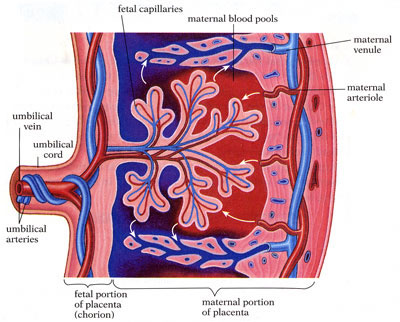 fetal capillaries
maternal blood pools
maternal
venule
maternal
arteriole
umbilical
vein
umbilical
cord
umbilical
arteries
fetal portion
of placenta
(chorion)
maternal portion
of placenta